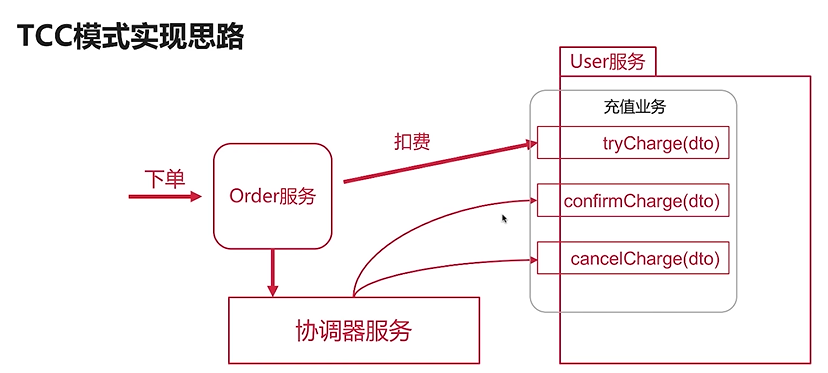 TCC模式实现思路
User服务
充值业务
扣费
tryCharge(dto)
下单
Order服务
confirmCharge(dto)
cancelCharge(dto)
协调器服务